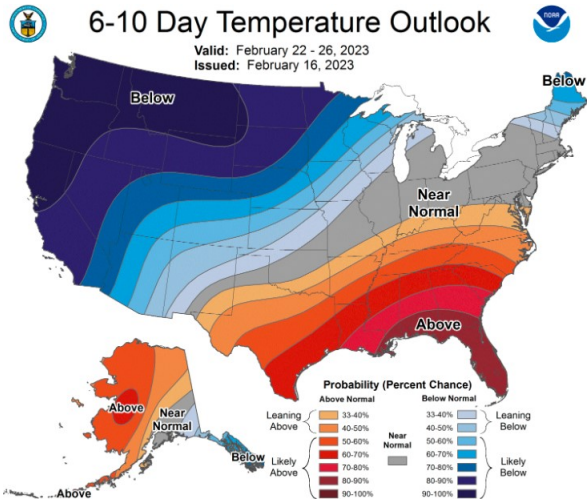 6-10 Day Temperature Outlook
NOAA
Valid: February 22 - 26, 2023
Issued: February 16, 2023
Below
Below
Near
Normal
Above
Above
Near
Normal
Below
Above
Probability (Percent Chance)
Above Normal Below Normal
Leaning
Above
33-40% 33-40%
40-50% 40-50%
Leaning
Below
Likely
Above
50-60% 50-60%
60-70% 60-70%
70-80% 70-80%
80-90% 80-90%
90-100% 90-100%
Near
Normal
Likely
Below